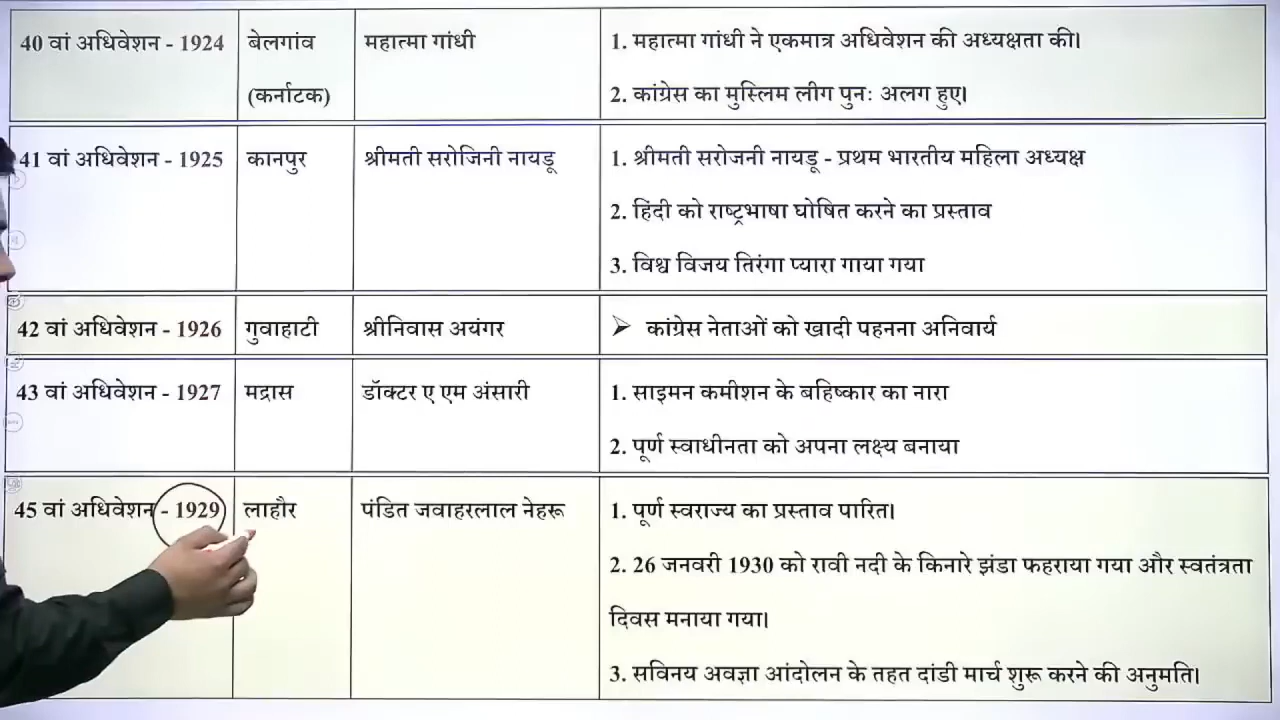 40 वां अधिवेशन - 1924 बेलगांव महात्मा गांधी 1. महात्मा गांधी ने एकमात्र अधिवेशन की अध्यक्षता की।
(कर्नाटक) 2. कांग्रेस का मुस्लिम लीग पुनः अलग हुए।
41 वां अधिवेशन - 1925 कानपुर श्रीमती सरोजिनी नायडू 1. श्रीमती सरोजनी नायडू - प्रथम भारतीय महिला अध्यक्ष
2. हिंदी को राष्ट्रभाषा घोषित करने का प्रस्ताव
3. विश्व विजय तिरंगा प्यारा गाया गया
42 वां अधिवेशन - 1926 गुवाहाटी श्रीनिवास अयंगर ➢ कांग्रेस नेताओं को खादी पहनना अनिवार्य
43 वां अधिवेशन - 1927 मद्रास डॉक्टर ए एम अंसारी 1. साइमन कमीशन के बहिष्कार का नारा
2. पूर्ण स्वाधीनता को अपना लक्ष्य बनाया
45 वां अधिवेशन - 1929 लाहौर पंडित जवाहरलाल नेहरू 1. पूर्ण स्वराज्य का प्रस्ताव पारित।
2. 26 जनवरी 1930 को रावी नदी के किनारे झंडा फहराया गया और स्वतंत्रता
दिवस मनाया गया।
3. सविनय अवज्ञा आंदोलन के तहत दांडी मार्च शुरू करने की अनुमति।